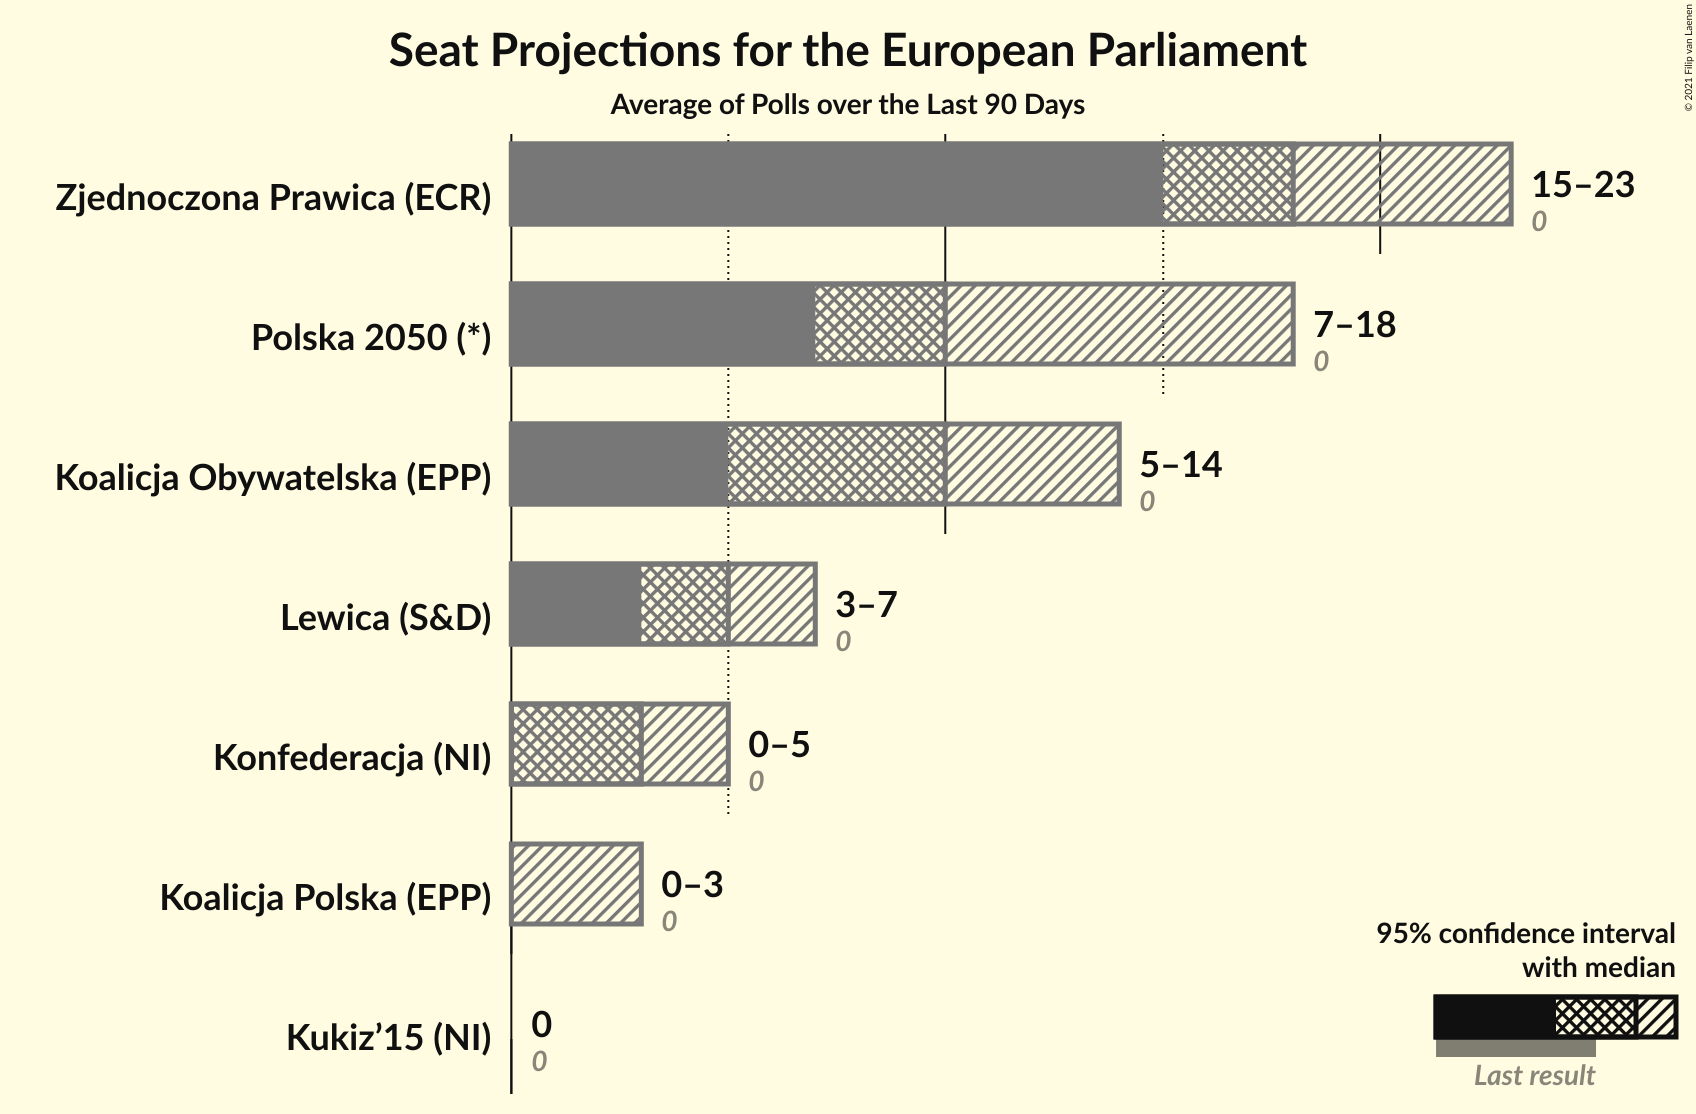 Seat Projections for the European Parliament
Average of Polls over the Last 90 Days
© 2021 Filip van Laenen
Zjednoczona Prawica (ECR)
15–23
0
Polska 2050 (*)
7–18
0
Koalicja Obywatelska (EPP)
5–14
0
Lewica (S&D)
3–7
0
Konfederacja (NI)
0–5
0
Koalicja Polska (EPP)
0–3
0
Kukiz’15 (NI)
0
0
95% confidence interval
with median
Last result